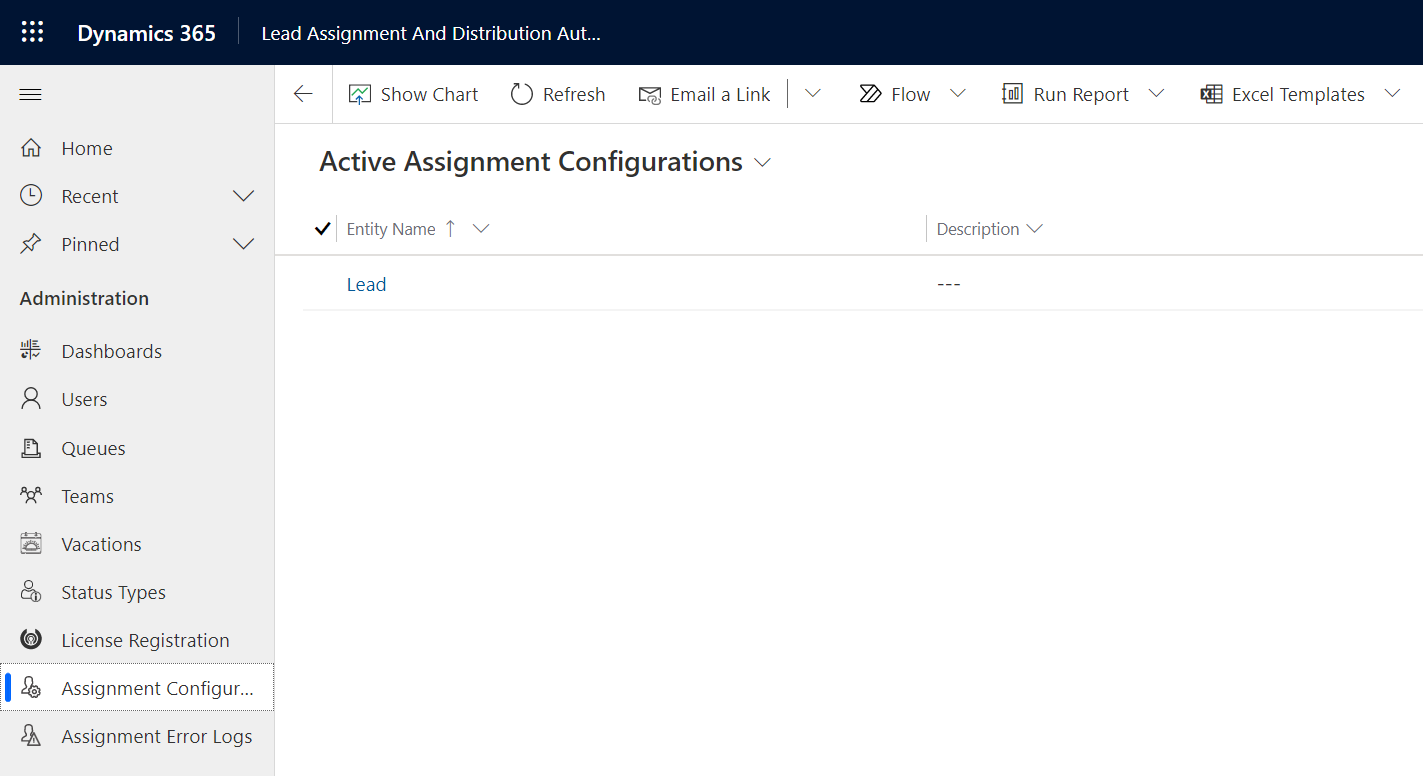 Dynamics 365
Lead Assignment And Distribution Aut...
Show Chart
Refresh
Email a Link
Flow
Run Report
Excel Templates
Home
Recent
Pinned
Administration
Dashboards
Users
Queues
Teams
Vacations
Status Types
License Registration
Assignment Configur...
Assignment Error Logs
Active Assignment Configurations
Entity Name
Description
Lead
---